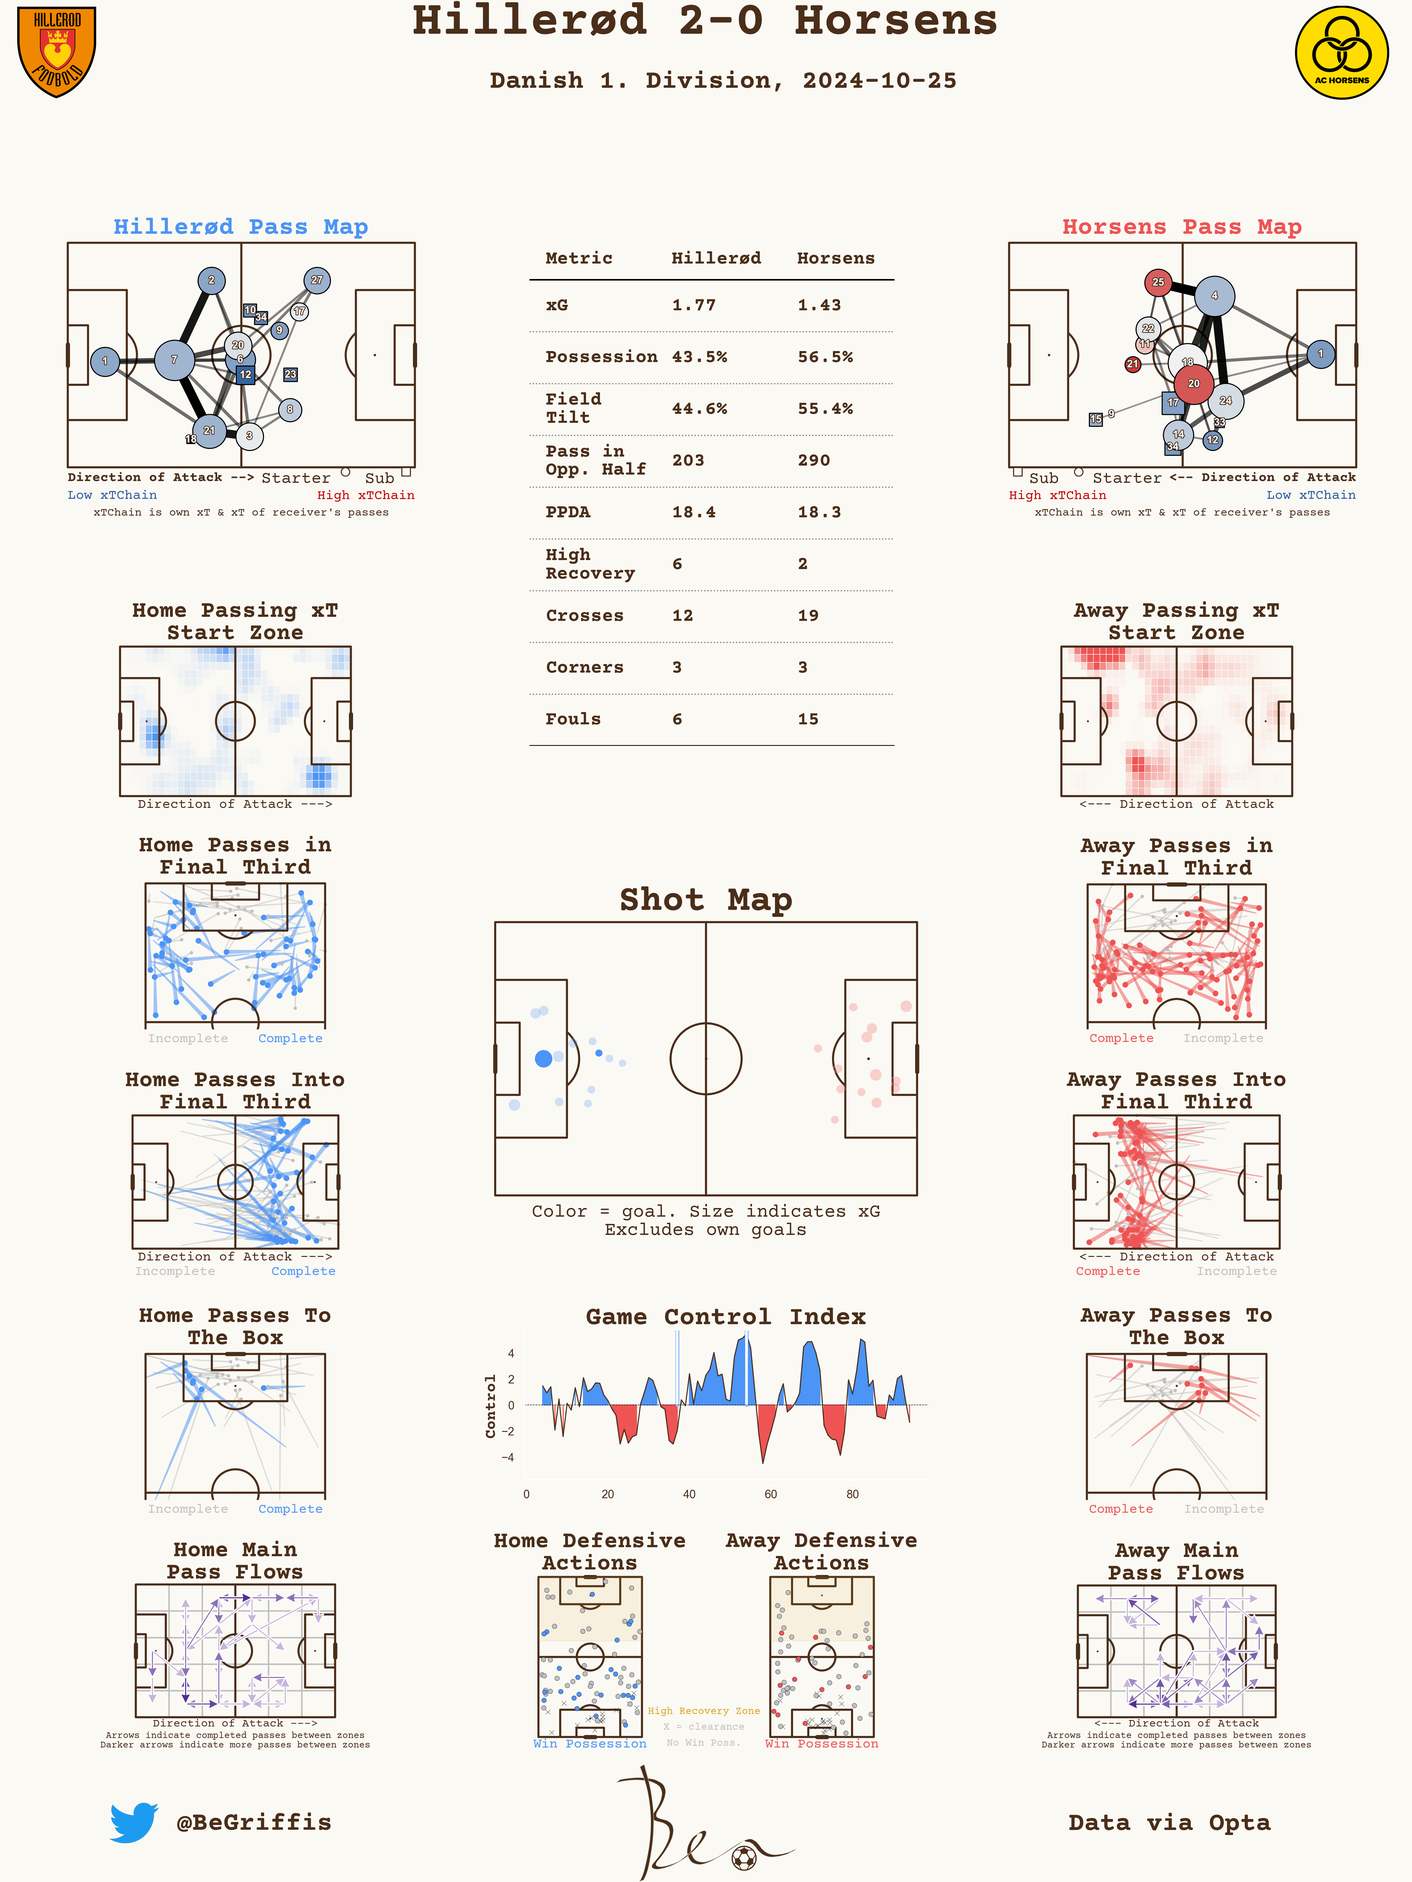 Hillerød 2-0 Horsens
Danish 1. Division, 2024-10-25
HILLERØD
FODBOLD
AC HORSENS
Hillerød Pass Map
2
27
10
34
17
9
20
1
7
6
12
23
8
21
18
3
Direction of Attack --> Starter Sub
Low xTChain High xTChain
xTChain is own xT & xT of receiver's passes
Metric Hillerød Horsens
xG 1.77 1.43
Possession 43.5% 56.5%
Field
Tilt 44.6% 55.4%
Pass in
Opp. Half 203 290
PPDA 18.4 18.3
High
Recovery 6 2
Crosses 12 19
Corners 3 3
Fouls 6 15
Horsens Pass Map
25
4
22
11
1
21
18
20
17
24
15
9
33
14
12
34
Sub Starter <-- Direction of Attack
High xTChain Low xTChain
xTChain is own xT & xT of receiver's passes
Home Passing xT
Start Zone
Direction of Attack --->
Away Passing xT
Start Zone
<--- Direction of Attack
Home Passes in
Final Third
Incomplete Complete
Away Passes in
Final Third
Complete Incomplete
Shot Map
Color = goal. Size indicates xG
Excludes own goals
Home Passes Into
Final Third
Direction of Attack --->
Incomplete Complete
Away Passes Into
Final Third
<--- Direction of Attack
Complete Incomplete
Home Passes To
The Box
Incomplete Complete
Game Control Index
Control
4
2
0
−2
−4
0 20 40 60 80
Away Passes To
The Box
Complete Incomplete
Home Main
Pass Flows
Direction of Attack --->
Arrows indicate completed passes between zones
Darker arrows indicate more passes between zones
Home Defensive
Actions
Win Possession
High Recovery Zone
X = clearance
No Win Poss.
Away Defensive
Actions
Win Possession
Away Main
Pass Flows
<--- Direction of Attack
Arrows indicate completed passes between zones
Darker arrows indicate more passes between zones
@BeGriffis
Ben
Data via Opta